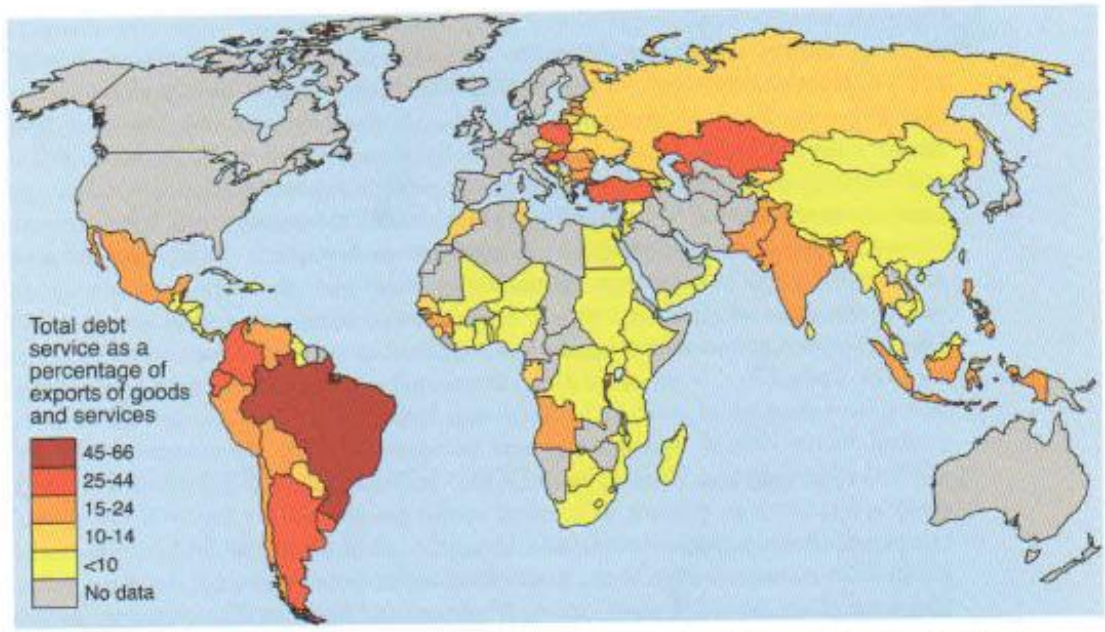 Total debt
service as a
percentage of
exports of goods
and services
45-66
25-44
15-24
10-14
<10
No data